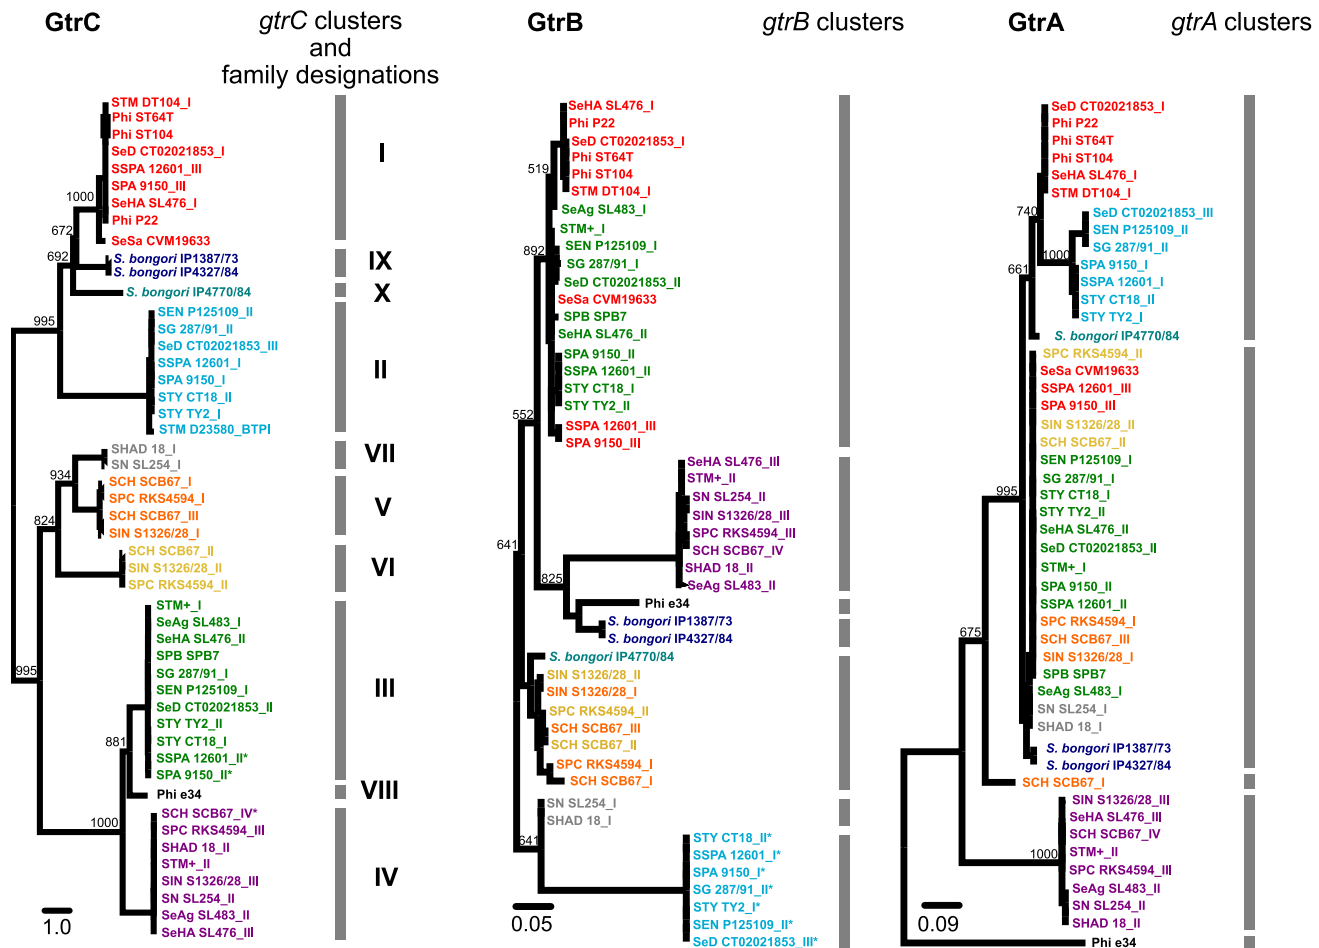 GtrC
gtrC clusters
and
family designations
STM DT104_I
Phi ST64T
Phi ST104
SeD CT02021853_I
SSPA 12601_III
SPA 9150_III
SeHA SL476_I
Phi P22
SeSa CVM19633
S. bongori IP1387/73
S. bongori IP4327/84
S. bongori IP4770/84
SEN P125109_II
SG 287/91_II
SeD CT02021853_III
SSPA 12601_I
SPA 9150_I
STY CT18_II
STY TY2_I
STM D23580_BTPI
SHAD 18_I
SN SL254_I
SCH SCB67_I
SPC RKS4594_I
SCH SCB67_III
SIN S1326/28_I
SCH SCB67_II
SIN S1326/28_II
SPC RKS4594_II
STM+_I
SeAg SL483_I
SeHA SL476_II
SPB SPB7
SG 287/91_I
SEN P125109_I
SeD CT02021853_II
STY TY2_II
STY CT18_I
SSPA 12601_II*
SPA 9150_II*
Phi e34
SCH SCB67_IV*
SPC RKS4594_III
SHAD 18_II
STM+_II
SIN S1326/28_III
SN SL254_II
SeAg SL483_II
SeHA SL476_III
1000
672
692
995
934
824
995
881
1000
1.0
I
IX
X
II
VII
V
VI
III
VIII
IV
GtrB
gtrB clusters
SeHA SL476_I
Phi P22
SeD CT02021853_I
Phi ST64T
Phi ST104
STM DT104_I
SeAg SL483_I
STM+_I
SEN P125109_I
SG 287/91_I
SeD CT02021853_II
SeSa CVM19633
SPB SPB7
SeHA SL476_II
SPA 9150_II
SSPA 12601_II
STY CT18_I
STY TY2_II
SSPA 12601_III
SPA 9150_III
SeHA SL476_III
STM+_II
SN SL254_II
SIN S1326/28_III
SPC RKS4594_III
SCH SCB67_IV
SHAD 18_II
SeAg SL483_II
Phi e34
S. bongori IP1387/73
S. bongori IP4327/84
S. bongori IP4770/84
SIN S1326/28_II
SIN S1326/28_I
SPC RKS4594_II
SCH SCB67_III
SCH SCB67_II
SPC RKS4594_I
SCH SCB67_I
SN SL254_I
SHAD 18_I
STY CT18_II*
SSPA 12601_I*
SPA 9150_I*
SG 287/91_II*
STY TY2_I*
SEN P125109_II*
SeD CT02021853_III*
519
892
552
641
825
641
0.05
GtrA
gtrA clusters
SeD CT02021853_I
Phi P22
Phi ST64T
Phi ST104
SeHA SL476_I
STM DT104_I
SeD CT02021853_III
SEN P125109_II
SG 287/91_II
SPA 9150_I
SSPA 12601_I
STY CT18_II
STY TY2_I
S. bongori IP4770/84
SPC RKS4594_II
SeSa CVM19633
SSPA 12601_III
SPA 9150_III
SIN S1326/28_II
SCH SCB67_II
SEN P125109_I
SG 287/91_I
STY CT18_I
STY TY2_II
SeHA SL476_II
SeD CT02021853_II
STM+_I
SPA 9150_II
SSPA 12601_II
SPC RKS4594_I
SCH SCB67_III
SIN S1326/28_I
SPB SPB7
SeAg SL483_I
SN SL254_I
SHAD 18_I
S. bongori IP1387/73
S. bongori IP4327/84
SCH SCB67_I
SIN S1326/28_III
SeHA SL476_III
SCH SCB67_IV
STM+_II
SPC RKS4594_III
SeAg SL483_II
SN SL254_II
SHAD 18_II
Phi e34
740
1000
661
995
675
1000
0.09